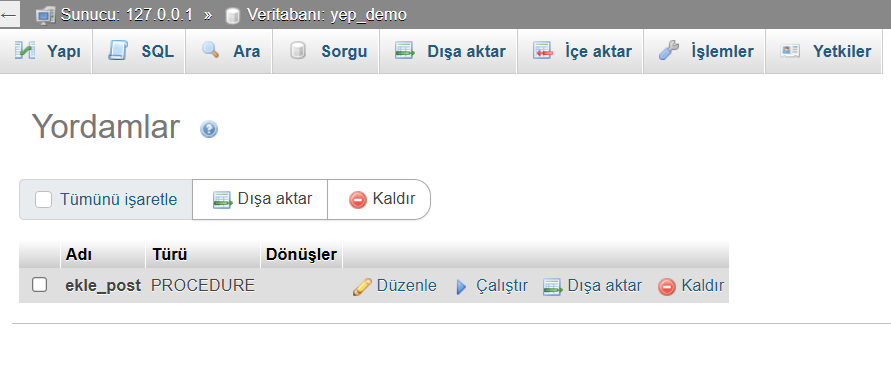 ← Sunucu: 127.0.0.1 » Veritabanı: yep_demo
Yapı SQL Ara Sorgu Dışa aktar İçe aktar İşlemler Yetkiler
Yordamlar
Tümünü işaretle Dışa aktar Kaldır
Adı Türü Dönüşler
ekle_post PROCEDURE Düzenle Çalıştır Dışa aktar Kaldır